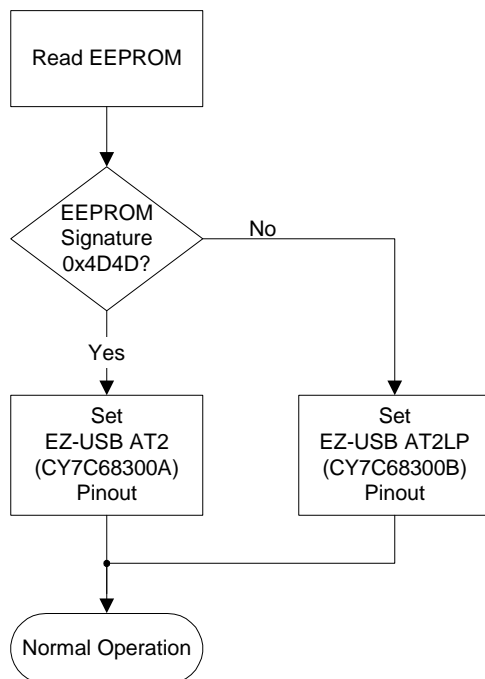 Read EEPROM
EEPROM
Signature
0x4D4D?
No
Yes
Set
EZ-USB AT2
(CY7C68300A)
Pinout
Set
EZ-USB AT2LP
(CY7C68300B)
Pinout
Normal Operation